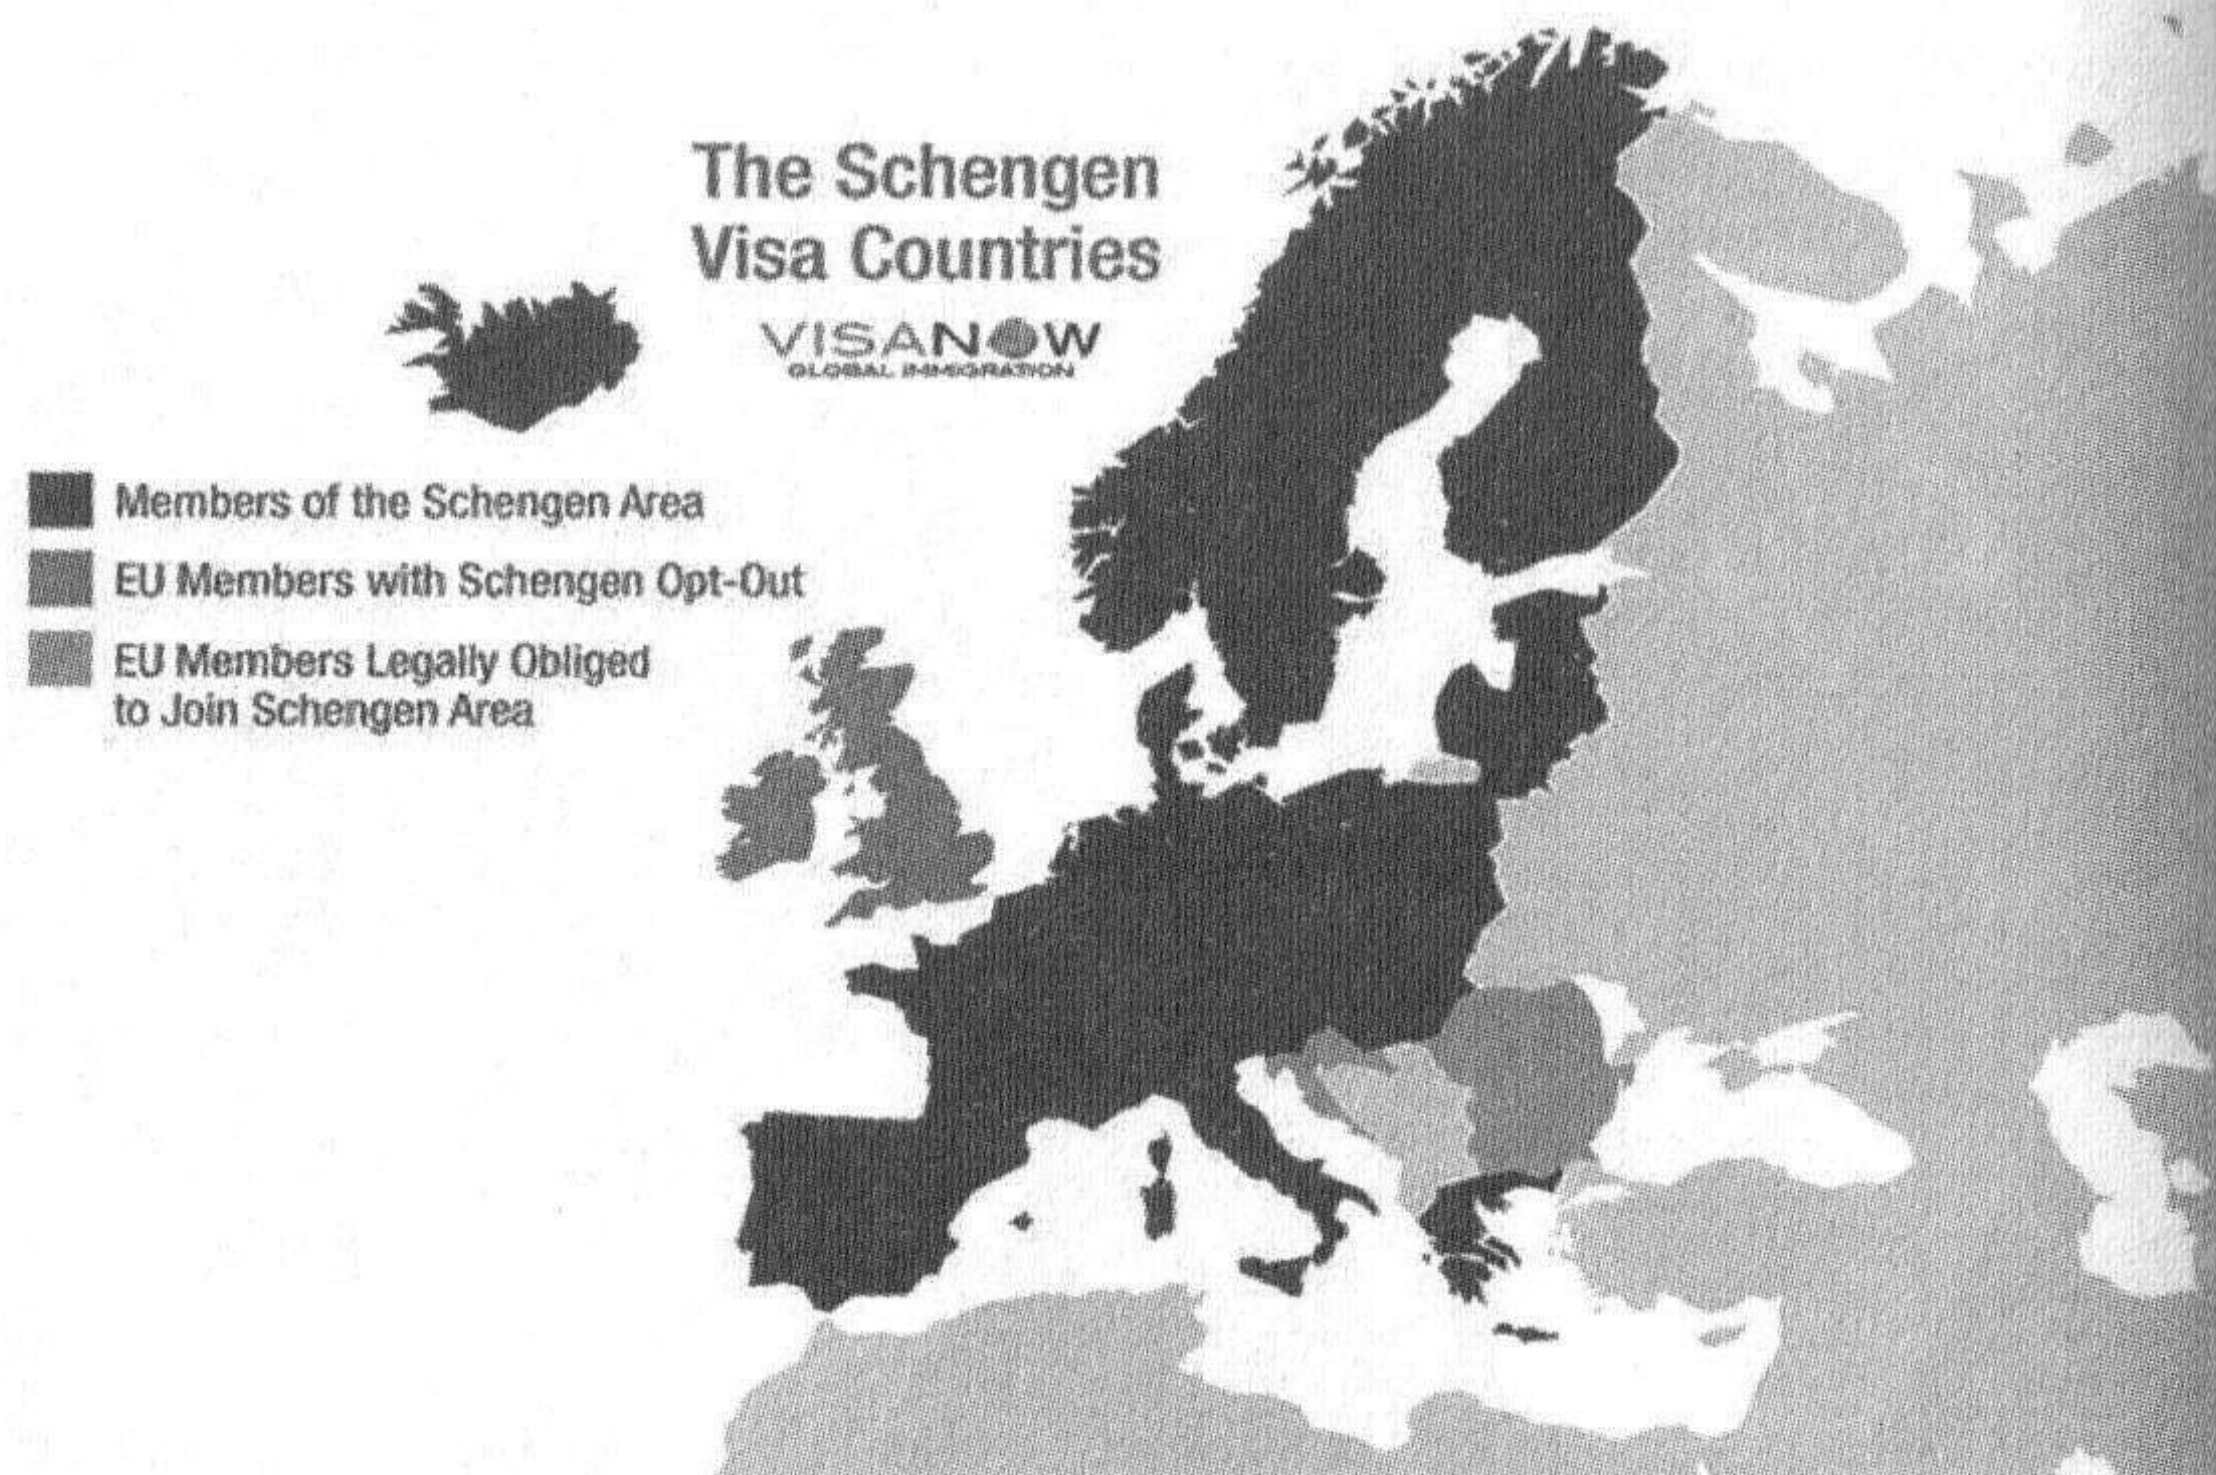 The Schengen
Visa Countries
VISANOW
GLOBAL IMMIGRATION
Members of the Schengen Area
EU Members with Schengen Opt-Out
EU Members Legally Obliged
to Join Schengen Area